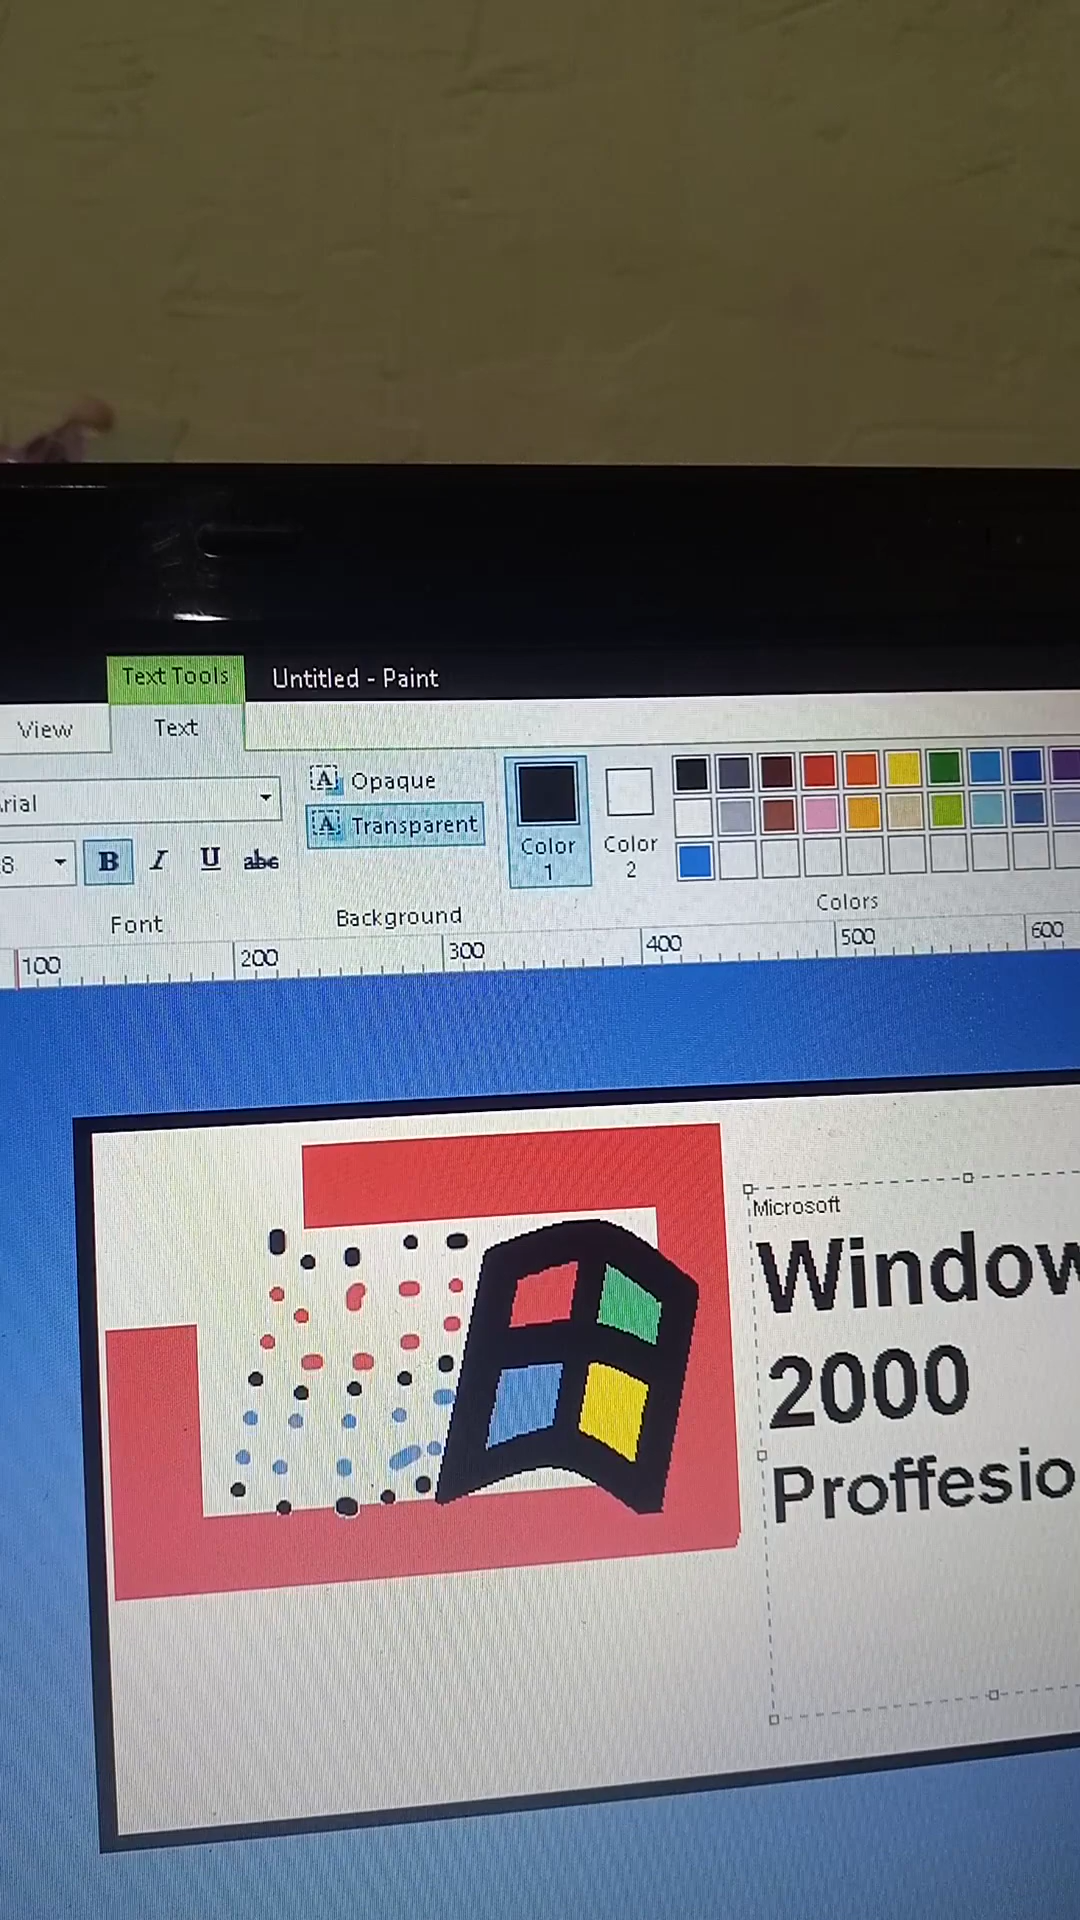 Text Tools
Untitled - Paint
View
Text
Opaque
Transparent
B I U abc
Color 1
Color 2
Font
Background
Colors
100 200 300 400 500 600
Microsoft
Window
2000
Proffesio